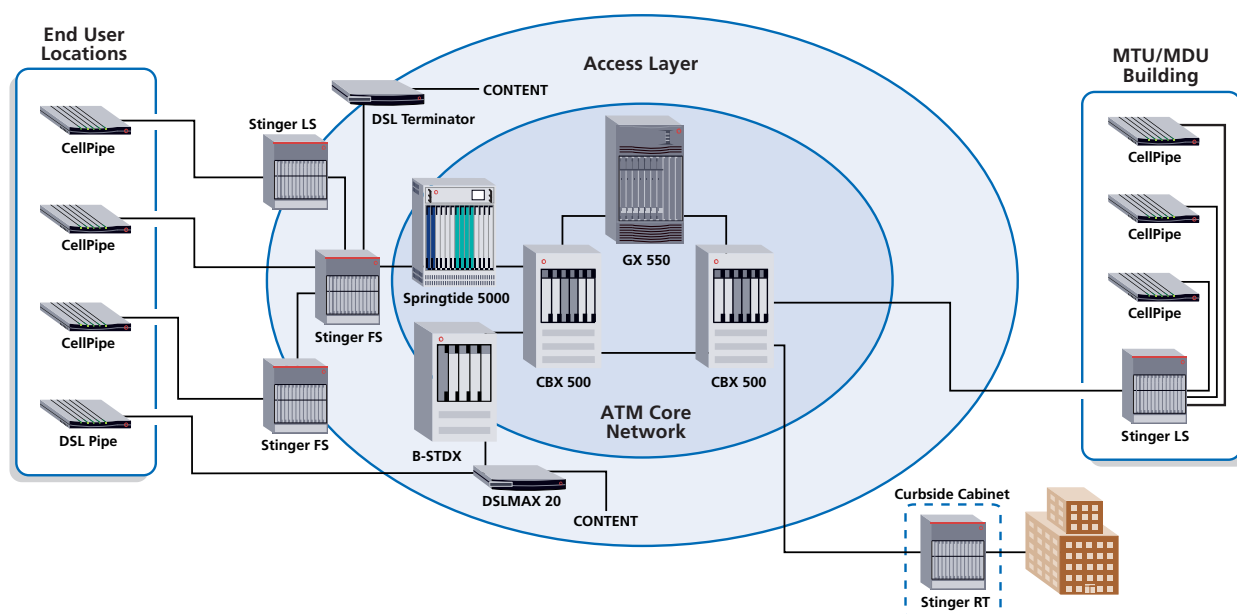 End User
Locations
CellPipe
CellPipe
CellPipe
DSL Pipe
Stinger LS
Stinger FS
Stinger FS
Access Layer
DSL Terminator
CONTENT
Springtide 5000
GX 550
CBX 500
CBX 500
B-STDX
ATM Core
Network
DSLMAX 20
CONTENT
MTU/MDU
Building
CellPipe
CellPipe
CellPipe
Stinger LS
Curbside Cabinet
Stinger RT